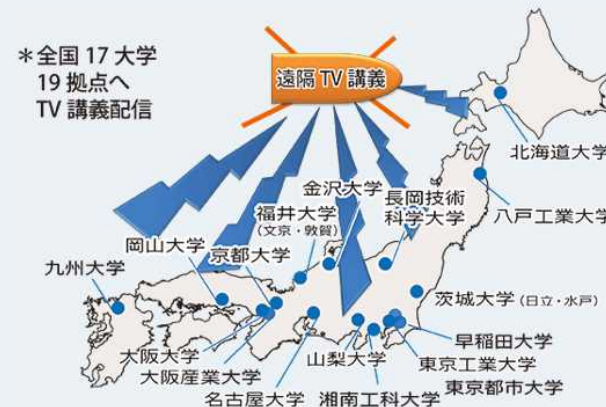 ＊全国 17 大学
19 拠点へ
TV 講義配信
遠隔 TV 講義
北海道大学
金沢大学
長岡技術
科学大学
福井大学
（文京・敦賀）
八戸工業大学
岡山大学
京都大学
九州大学
茨城大学（日立・水戸）
早稲田大学
大阪大学
山梨大学
東京工業大学
大阪産業大学
東京都市大学
名古屋大学
湘南工科大学